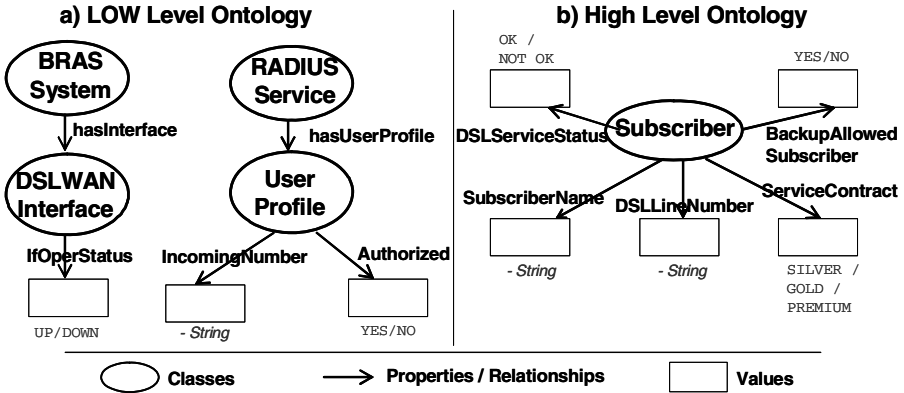 a) LOW Level Ontology
BRAS
System
hasInterface
DSLWAN
Interface
IfOperStatus
UP/DOWN
RADIUS
Service
hasUserProfile
User
Profile
IncomingNumber
- String
Authorized
YES/NO
b) High Level Ontology
OK /
NOT OK
DSLServiceStatus
Subscriber
YES/NO
BackupAllowed
Subscriber
SubscriberName
- String
DSLLineNumber
- String
ServiceContract
SILVER /
GOLD /
PREMIUM
Classes
Properties / Relationships
Values